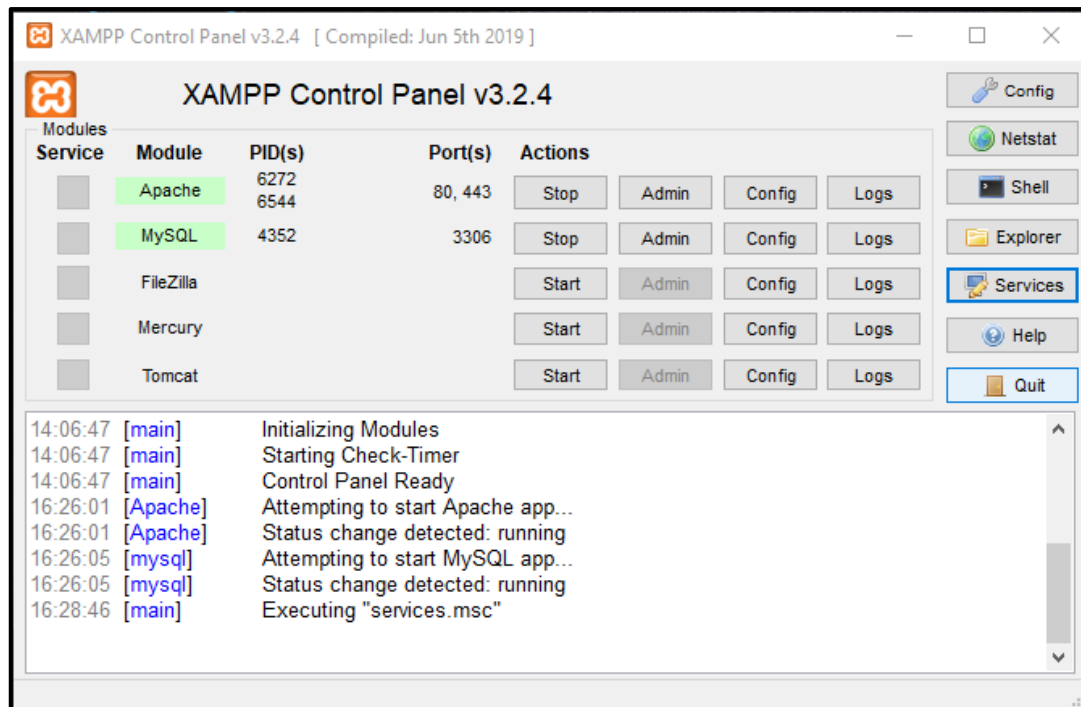 XAMPP Control Panel v3.2.4 [ Compiled: Jun 5th 2019 ]
XAMPP Control Panel v3.2.4
Config
Modules
Service Module PID(s) Port(s) Actions
Netstat
Apache 6272 6544 80, 443 Stop Admin Config Logs
Shell
MySQL 4352 3306 Stop Admin Config Logs
Explorer
FileZilla Start Admin Config Logs
Services
Mercury Start Admin Config Logs
Help
Tomcat Start Admin Config Logs
Quit
14:06:47 [main] Initializing Modules
14:06:47 [main] Starting Check-Timer
14:06:47 [main] Control Panel Ready
16:26:01 [Apache] Attempting to start Apache app...
16:26:01 [Apache] Status change detected: running
16:26:05 [mysql] Attempting to start MySQL app...
16:26:05 [mysql] Status change detected: running
16:28:46 [main] Executing "services.msc"